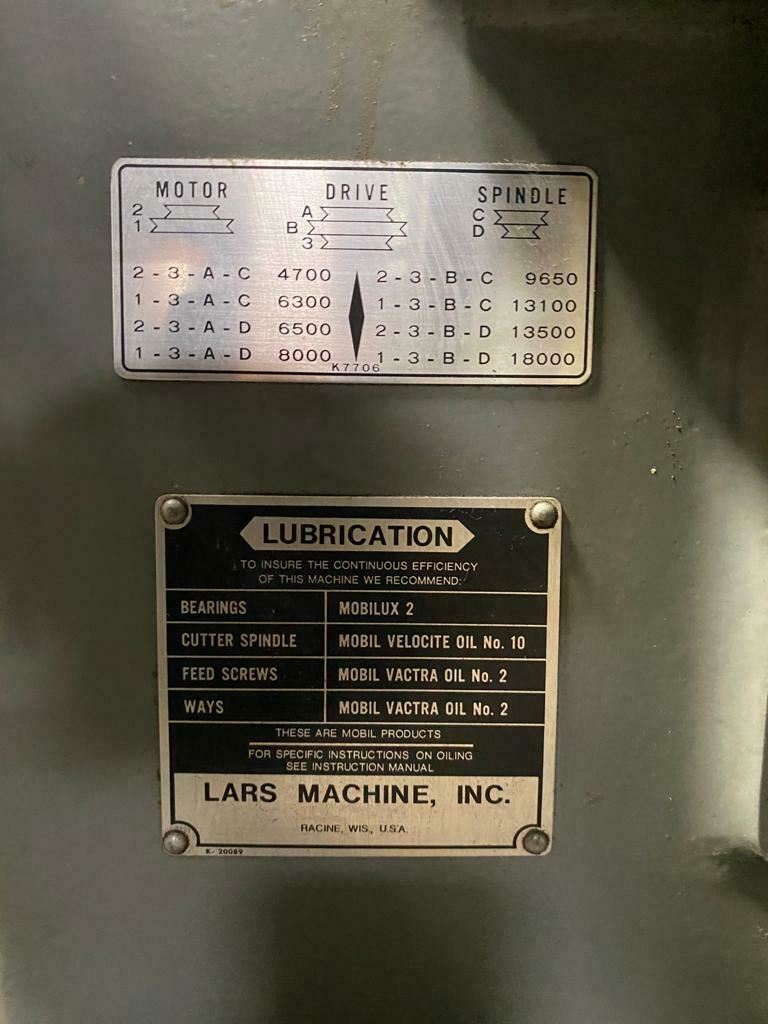 MOTOR DRIVE SPINDLE
2 A C
1 B D
3
2 - 3 - A - C 4700 2 - 3 - B - C 9650
1 - 3 - A - C 6300 1 - 3 - B - C 13100
2 - 3 - A - D 6500 2 - 3 - B - D 13500
1 - 3 - A - D 8000 1 - 3 - B - D 18000
K7706
LUBRICATION
TO INSURE THE CONTINUOUS EFFICIENCY
OF THIS MACHINE WE RECOMMEND:
BEARINGS MOBILUX 2
CUTTER SPINDLE MOBIL VELOCITE OIL No. 10
FEED SCREWS MOBIL VACTRA OIL No. 2
WAYS MOBIL VACTRA OIL No. 2
THESE ARE MOBIL PRODUCTS
FOR SPECIFIC INSTRUCTIONS ON OILING
SEE INSTRUCTION MANUAL
LARS MACHINE, INC.
RACINE, WIS., U.S.A.
K- 20089